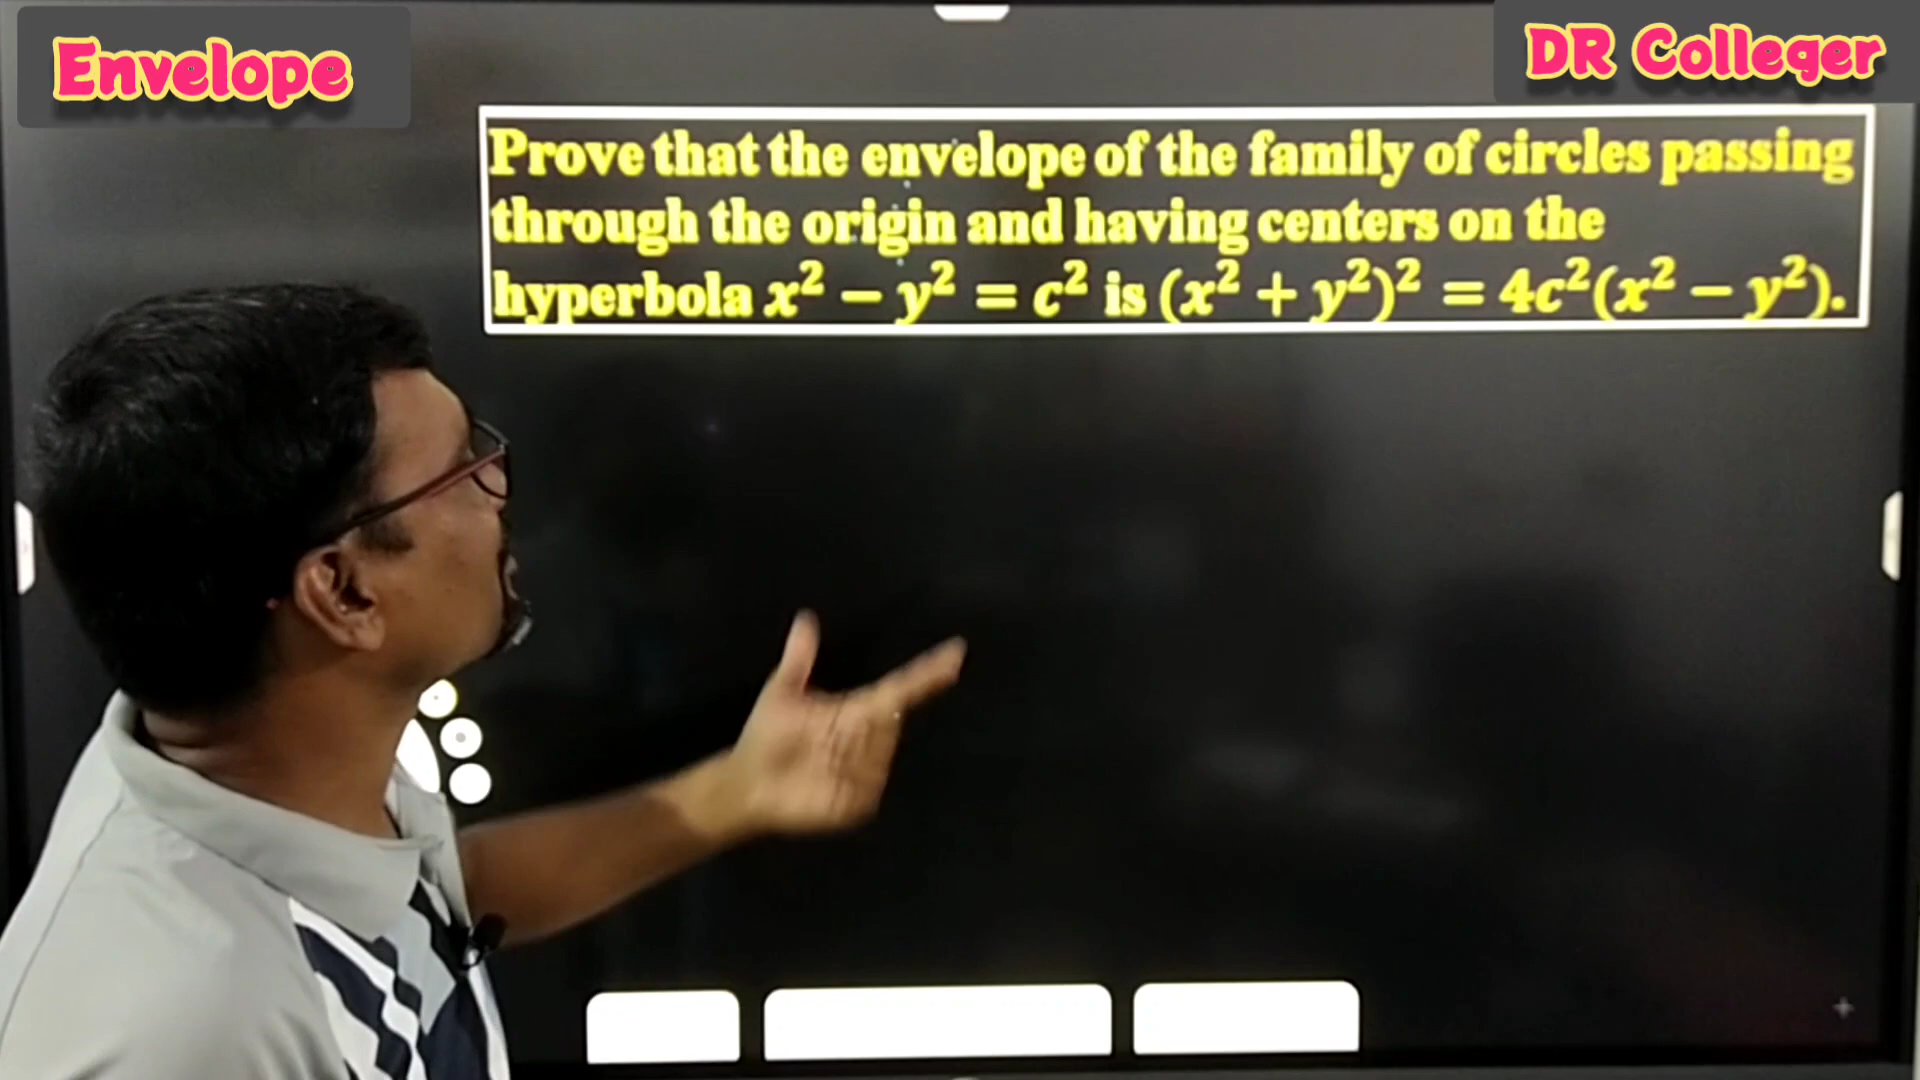 Envelope
DR Colleger
Prove that the envelope of the family of circles passing
through the origin and having centers on the
hyperbola x² − y² = c² is (x² + y²)² = 4c²(x² − y²).